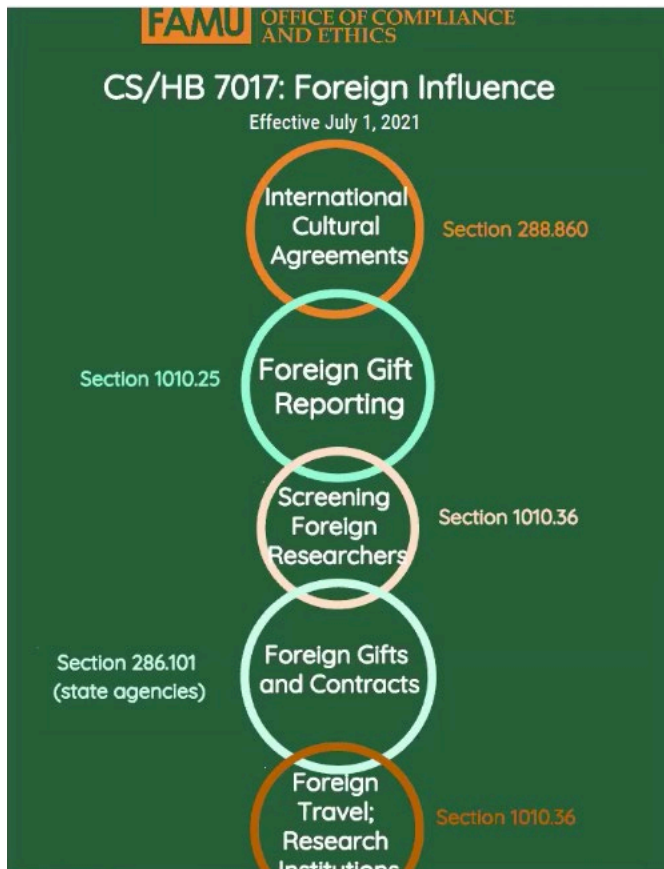 FAMU OFFICE OF COMPLIANCE
AND ETHICS
CS/HB 7017: Foreign Influence
Effective July 1, 2021
International
Cultural
Agreements
Section 288.860
Section 1010.25
Foreign Gift
Reporting
Screening
Foreign
Researchers
Section 1010.36
Section 286.101
(state agencies)
Foreign Gifts
and Contracts
Foreign
Travel;
Research
Institutions
Section 1010.36